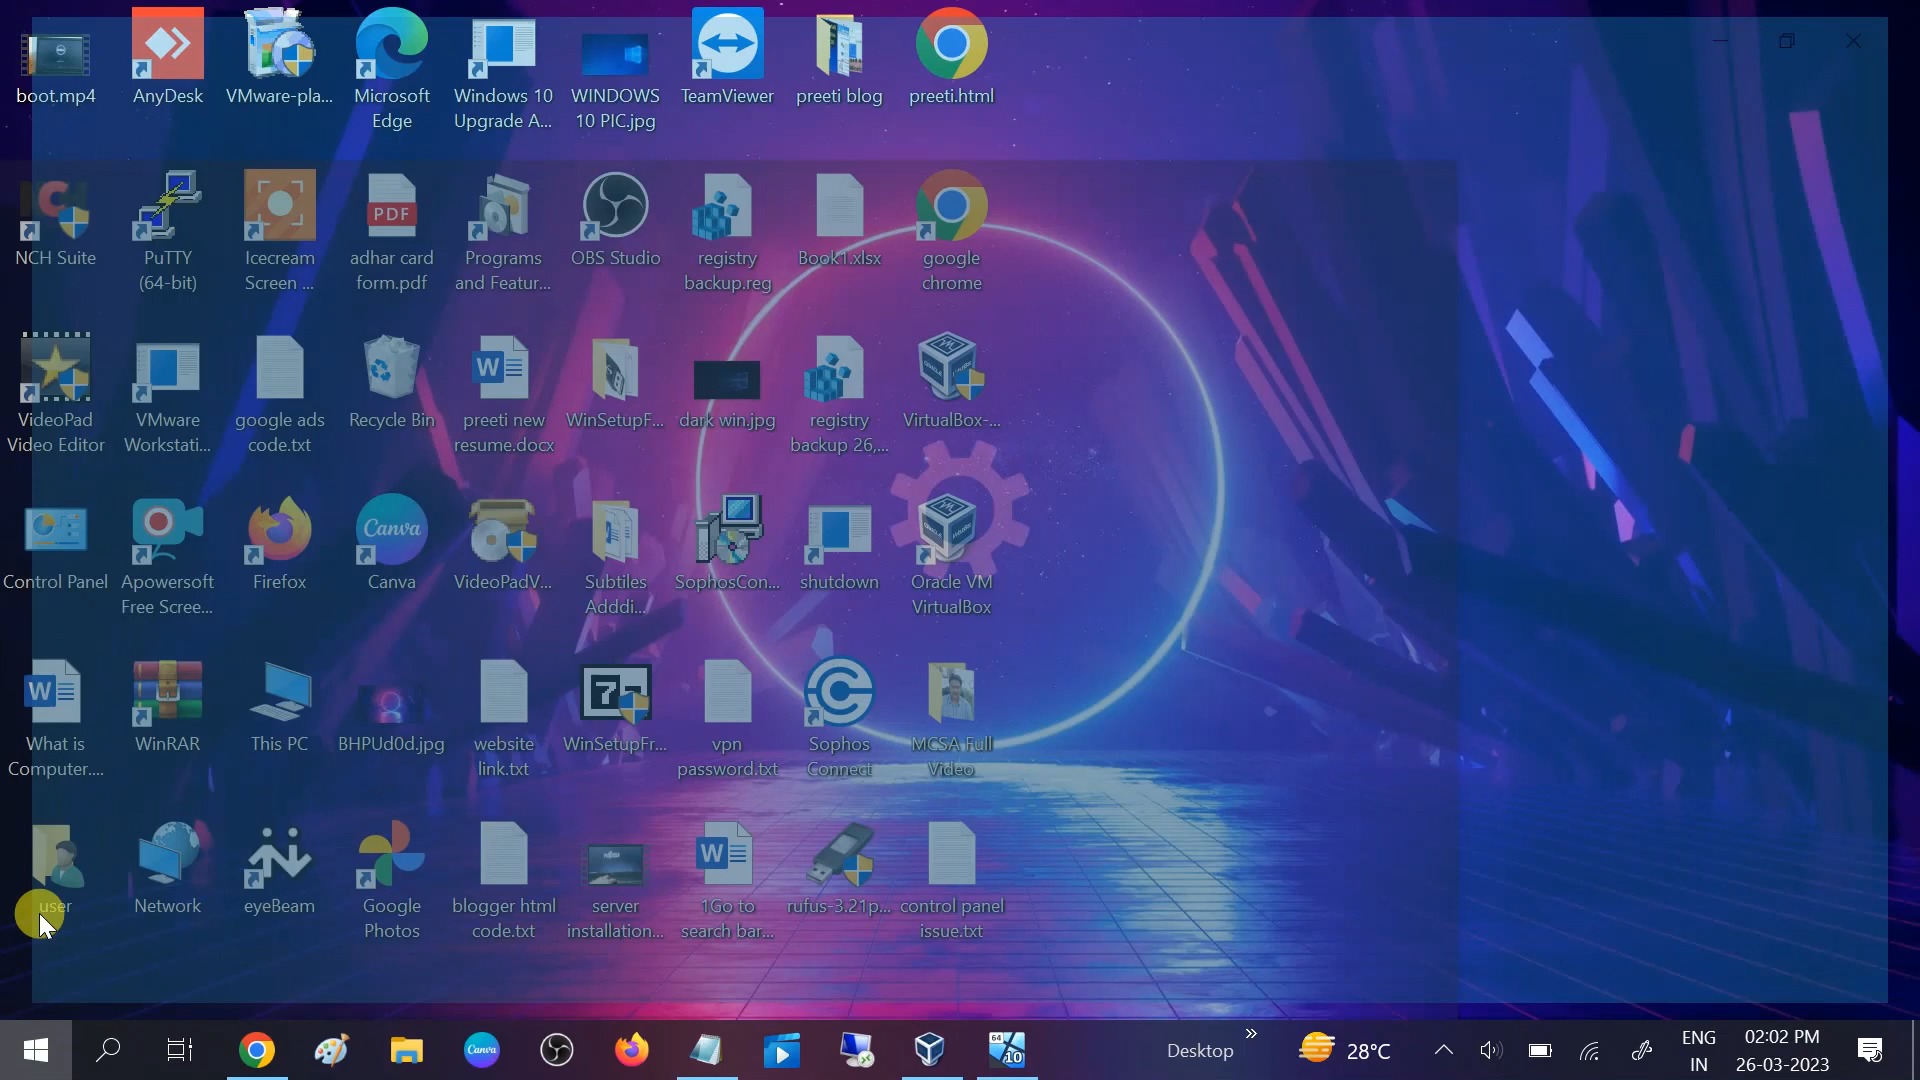 boot.mp4
AnyDesk
VMware-pla...
Microsoft
Edge
Windows 10
Upgrade A...
WINDOWS
10 PIC.jpg
TeamViewer
preeti blog
preeti.html
NCH Suite
PuTTY
(64-bit)
Icecream
Screen ...
PDF
adhar card
form.pdf
Programs
and Featur...
OBS Studio
registry
backup.reg
Book1.xlsx
google
chrome
VideoPad
Video Editor
VMware
Workstati...
google ads
code.txt
Recycle Bin
W
preeti new
resume.docx
WinSetupF...
dark win.jpg
registry
backup 26,...
VirtualBox-...
Control Panel
Apowersoft
Free Scree...
Firefox
Canva
Canva
VideoPadV...
Subtiles
Adddi...
SophosCon...
shutdown
Oracle VM
VirtualBox
W
What is
Computer....
WinRAR
This PC
BHPUd0d.jpg
website
link.txt
WinSetupFr...
vpn
password.txt
Sophos
Connect
MCSA Full
Video
user
Network
eyeBeam
Google
Photos
blogger html
code.txt
server
installation...
W
1Go to
search bar...
rufus-3.21p...
control panel
issue.txt
Canva
64
10
Desktop
28°C
ENG
IN
02:02 PM
26-03-2023